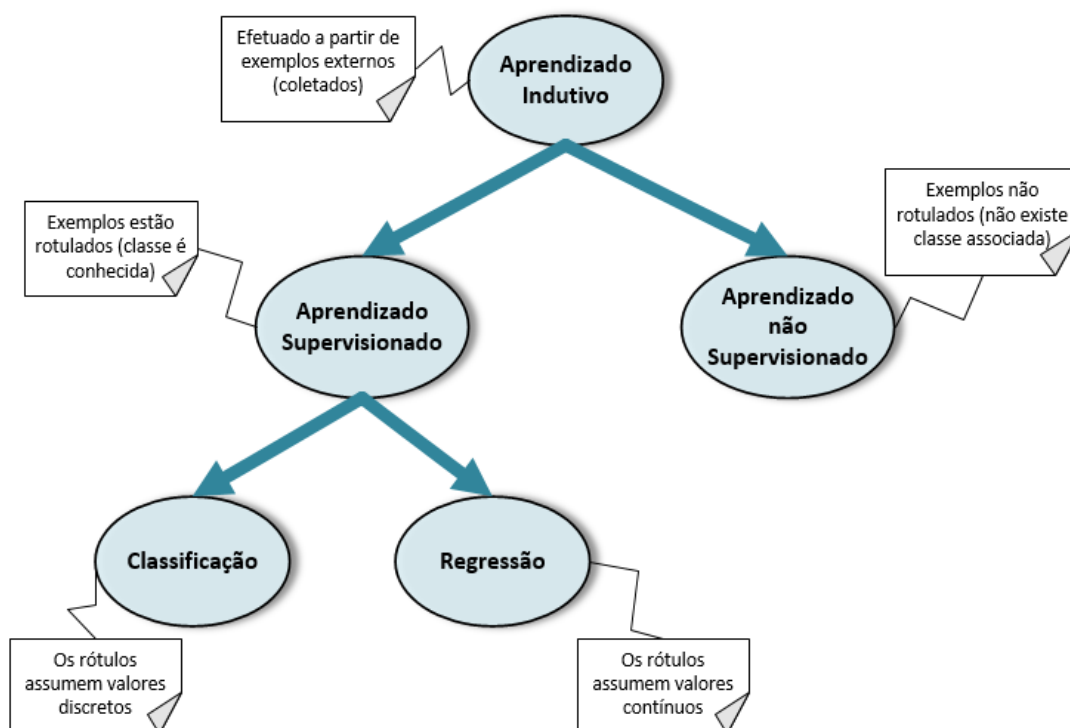 Efetuado a partir de
exemplos externos
(coletados)
Aprendizado
Indutivo
Exemplos estão
rotulados (classe é
conhecida)
Exemplos não
rotulados (não existe
classe associada)
Aprendizado
Supervisionado
Aprendizado
não
Supervisionado
Classificação
Regressão
Os rótulos
assumem valores
discretos
Os rótulos
assumem valores
contínuos